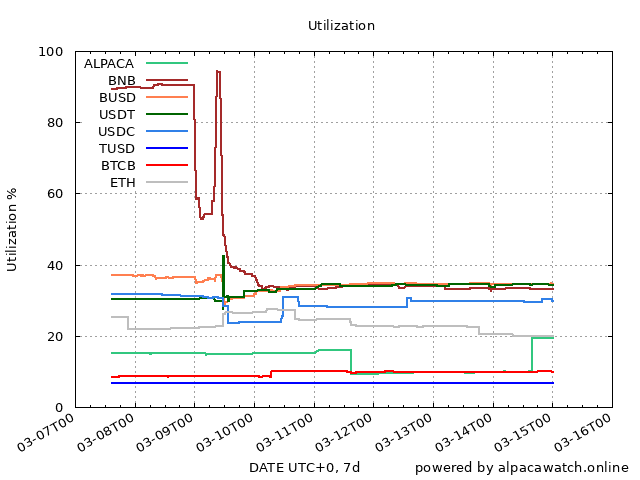 Utilization
100
80
60
40
20
0
Utilization %
ALPACA
BNB
BUSD
USDT
USDC
TUSD
BTCB
ETH
03-07T00
03-08T00
03-09T00
03-10T00
03-11T00
03-12T00
03-13T00
03-14T00
03-15T00
03-16T00
DATE UTC+0, 7d
powered by alpacawatch.online